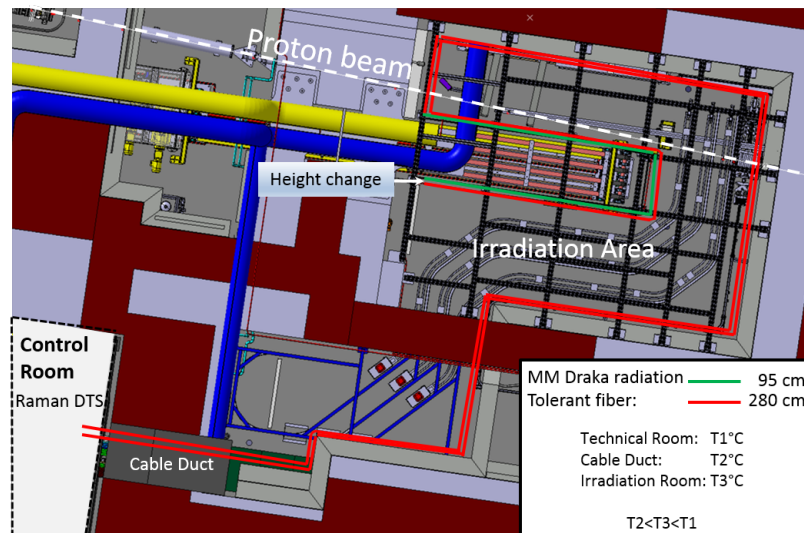 Proton beam
Height change
Irradiation Area
Control
Room
Raman DTS
Cable Duct
MM Draka radiation 95 cm
Tolerant fiber: 280 cm
Technical Room: T1°C
Cable Duct: T2°C
Irradiation Room: T3°C
T2<T3<T1